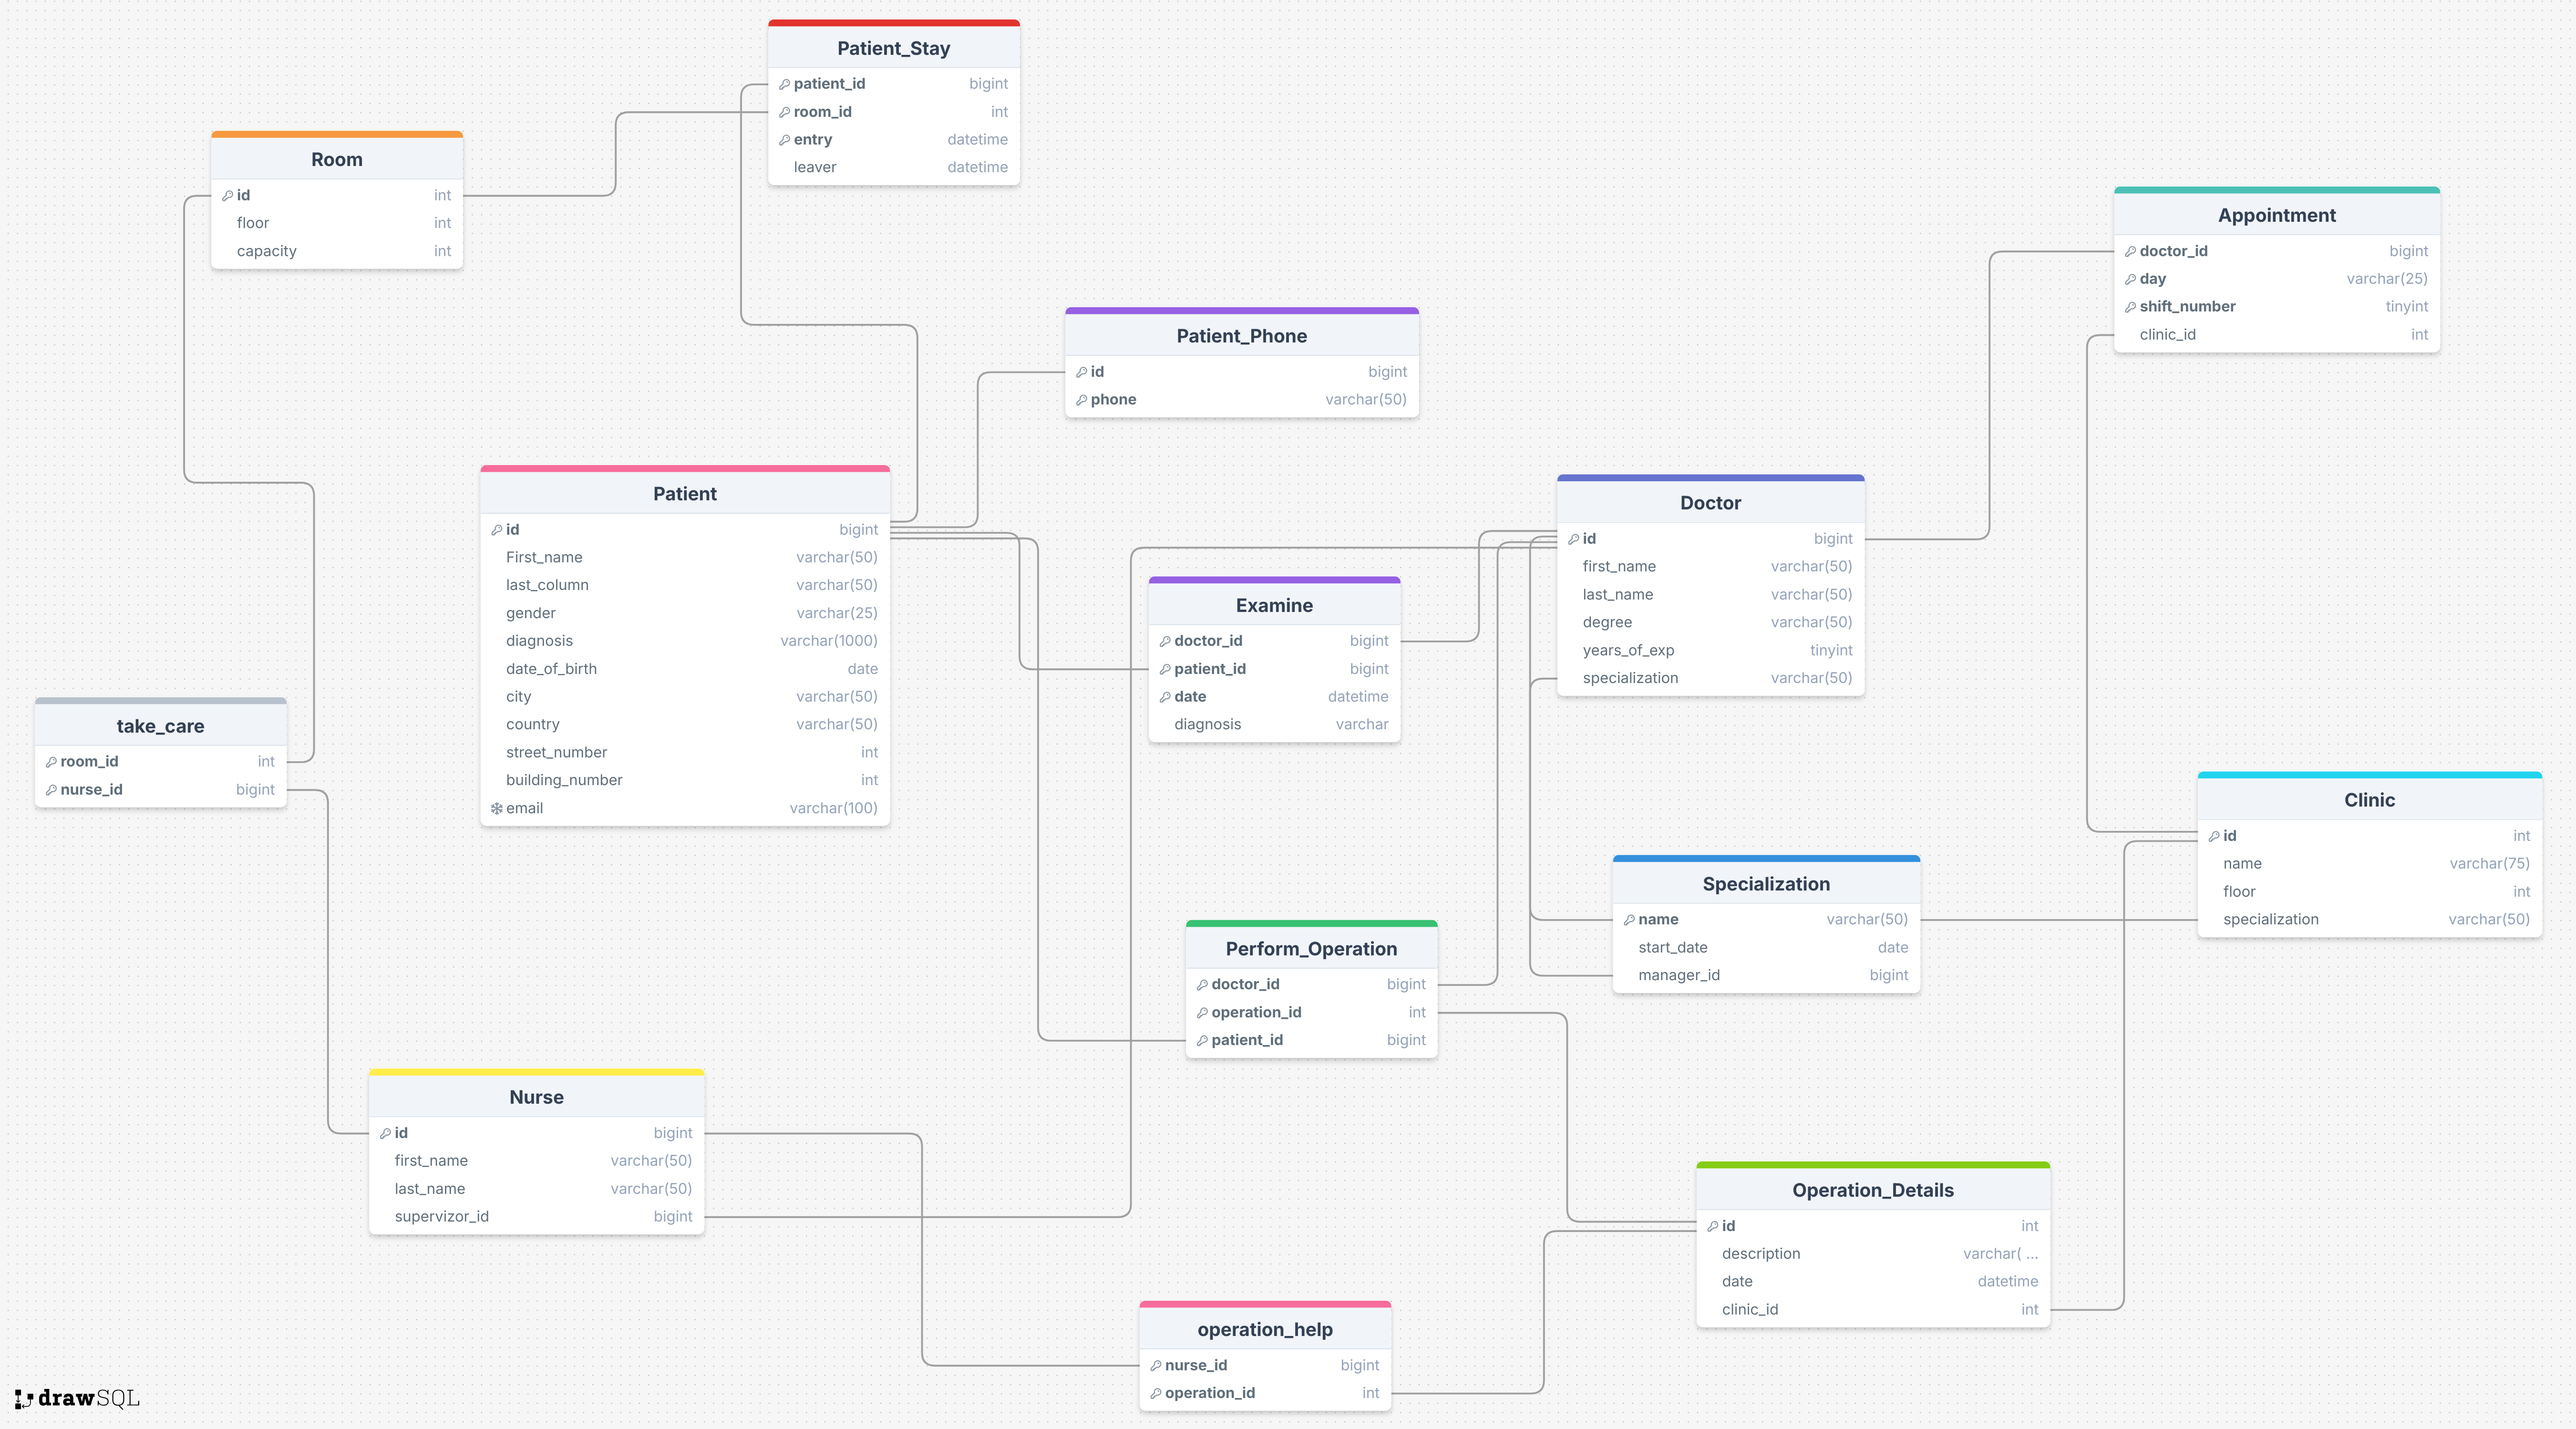 Patient_Stay
patient_id bigint
room_id int
entry datetime
leaver datetime
Room
id int
floor int
capacity int
Appointment
doctor_id bigint
day varchar(25)
shift_number tinyint
clinic_id int
Patient_Phone
id bigint
phone varchar(50)
Patient
id bigint
First_name varchar(50)
last_column varchar(50)
gender varchar(25)
diagnosis varchar(1000)
date_of_birth date
city varchar(50)
country varchar(50)
street_number int
building_number int
email varchar(100)
Doctor
id bigint
first_name varchar(50)
last_name varchar(50)
degree varchar(50)
years_of_exp tinyint
specialization varchar(50)
Examine
doctor_id bigint
patient_id bigint
date datetime
diagnosis varchar
take_care
room_id int
nurse_id bigint
Clinic
id int
name varchar(75)
floor int
specialization varchar(50)
Specialization
name varchar(50)
start_date date
manager_id bigint
Perform_Operation
doctor_id bigint
operation_id int
patient_id bigint
Nurse
id bigint
first_name varchar(50)
last_name varchar(50)
supervizor_id bigint
Operation_Details
id int
description varchar( ...
date datetime
clinic_id int
operation_help
nurse_id bigint
operation_id int
drawSQL